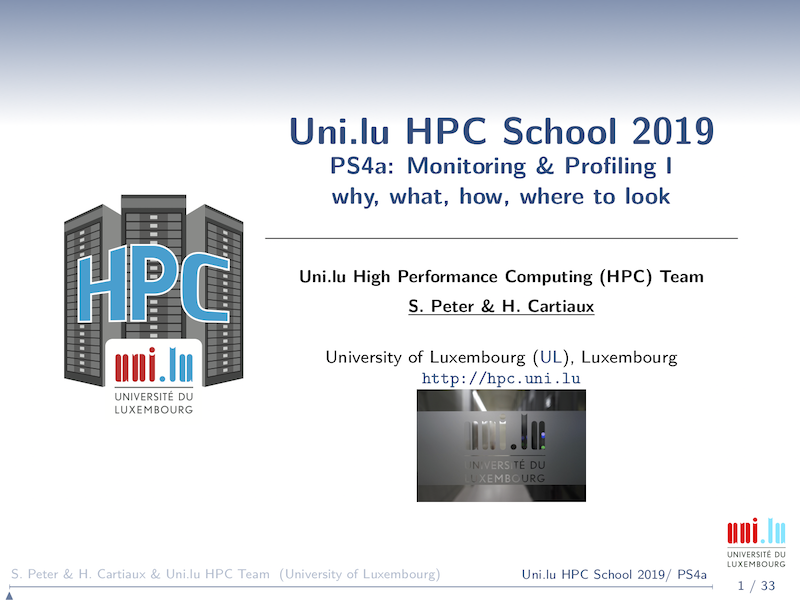 Uni.lu HPC School 2019
PS4a: Monitoring & Profiling I
why, what, how, where to look
HPC
uni.lu
UNIVERSITÉ DU
LUXEMBOURG
Uni.lu High Performance Computing (HPC) Team
S. Peter & H. Cartiaux
University of Luxembourg (UL), Luxembourg
http://hpc.uni.lu
uni.lu
UNIVERSITÉ DU
LUXEMBOURG
uni.lu
UNIVERSITÉ DU
LUXEMBOURG
S. Peter & H. Cartiaux & Uni.lu HPC Team (University of Luxembourg)
Uni.lu HPC School 2019/ PS4a
1 / 33